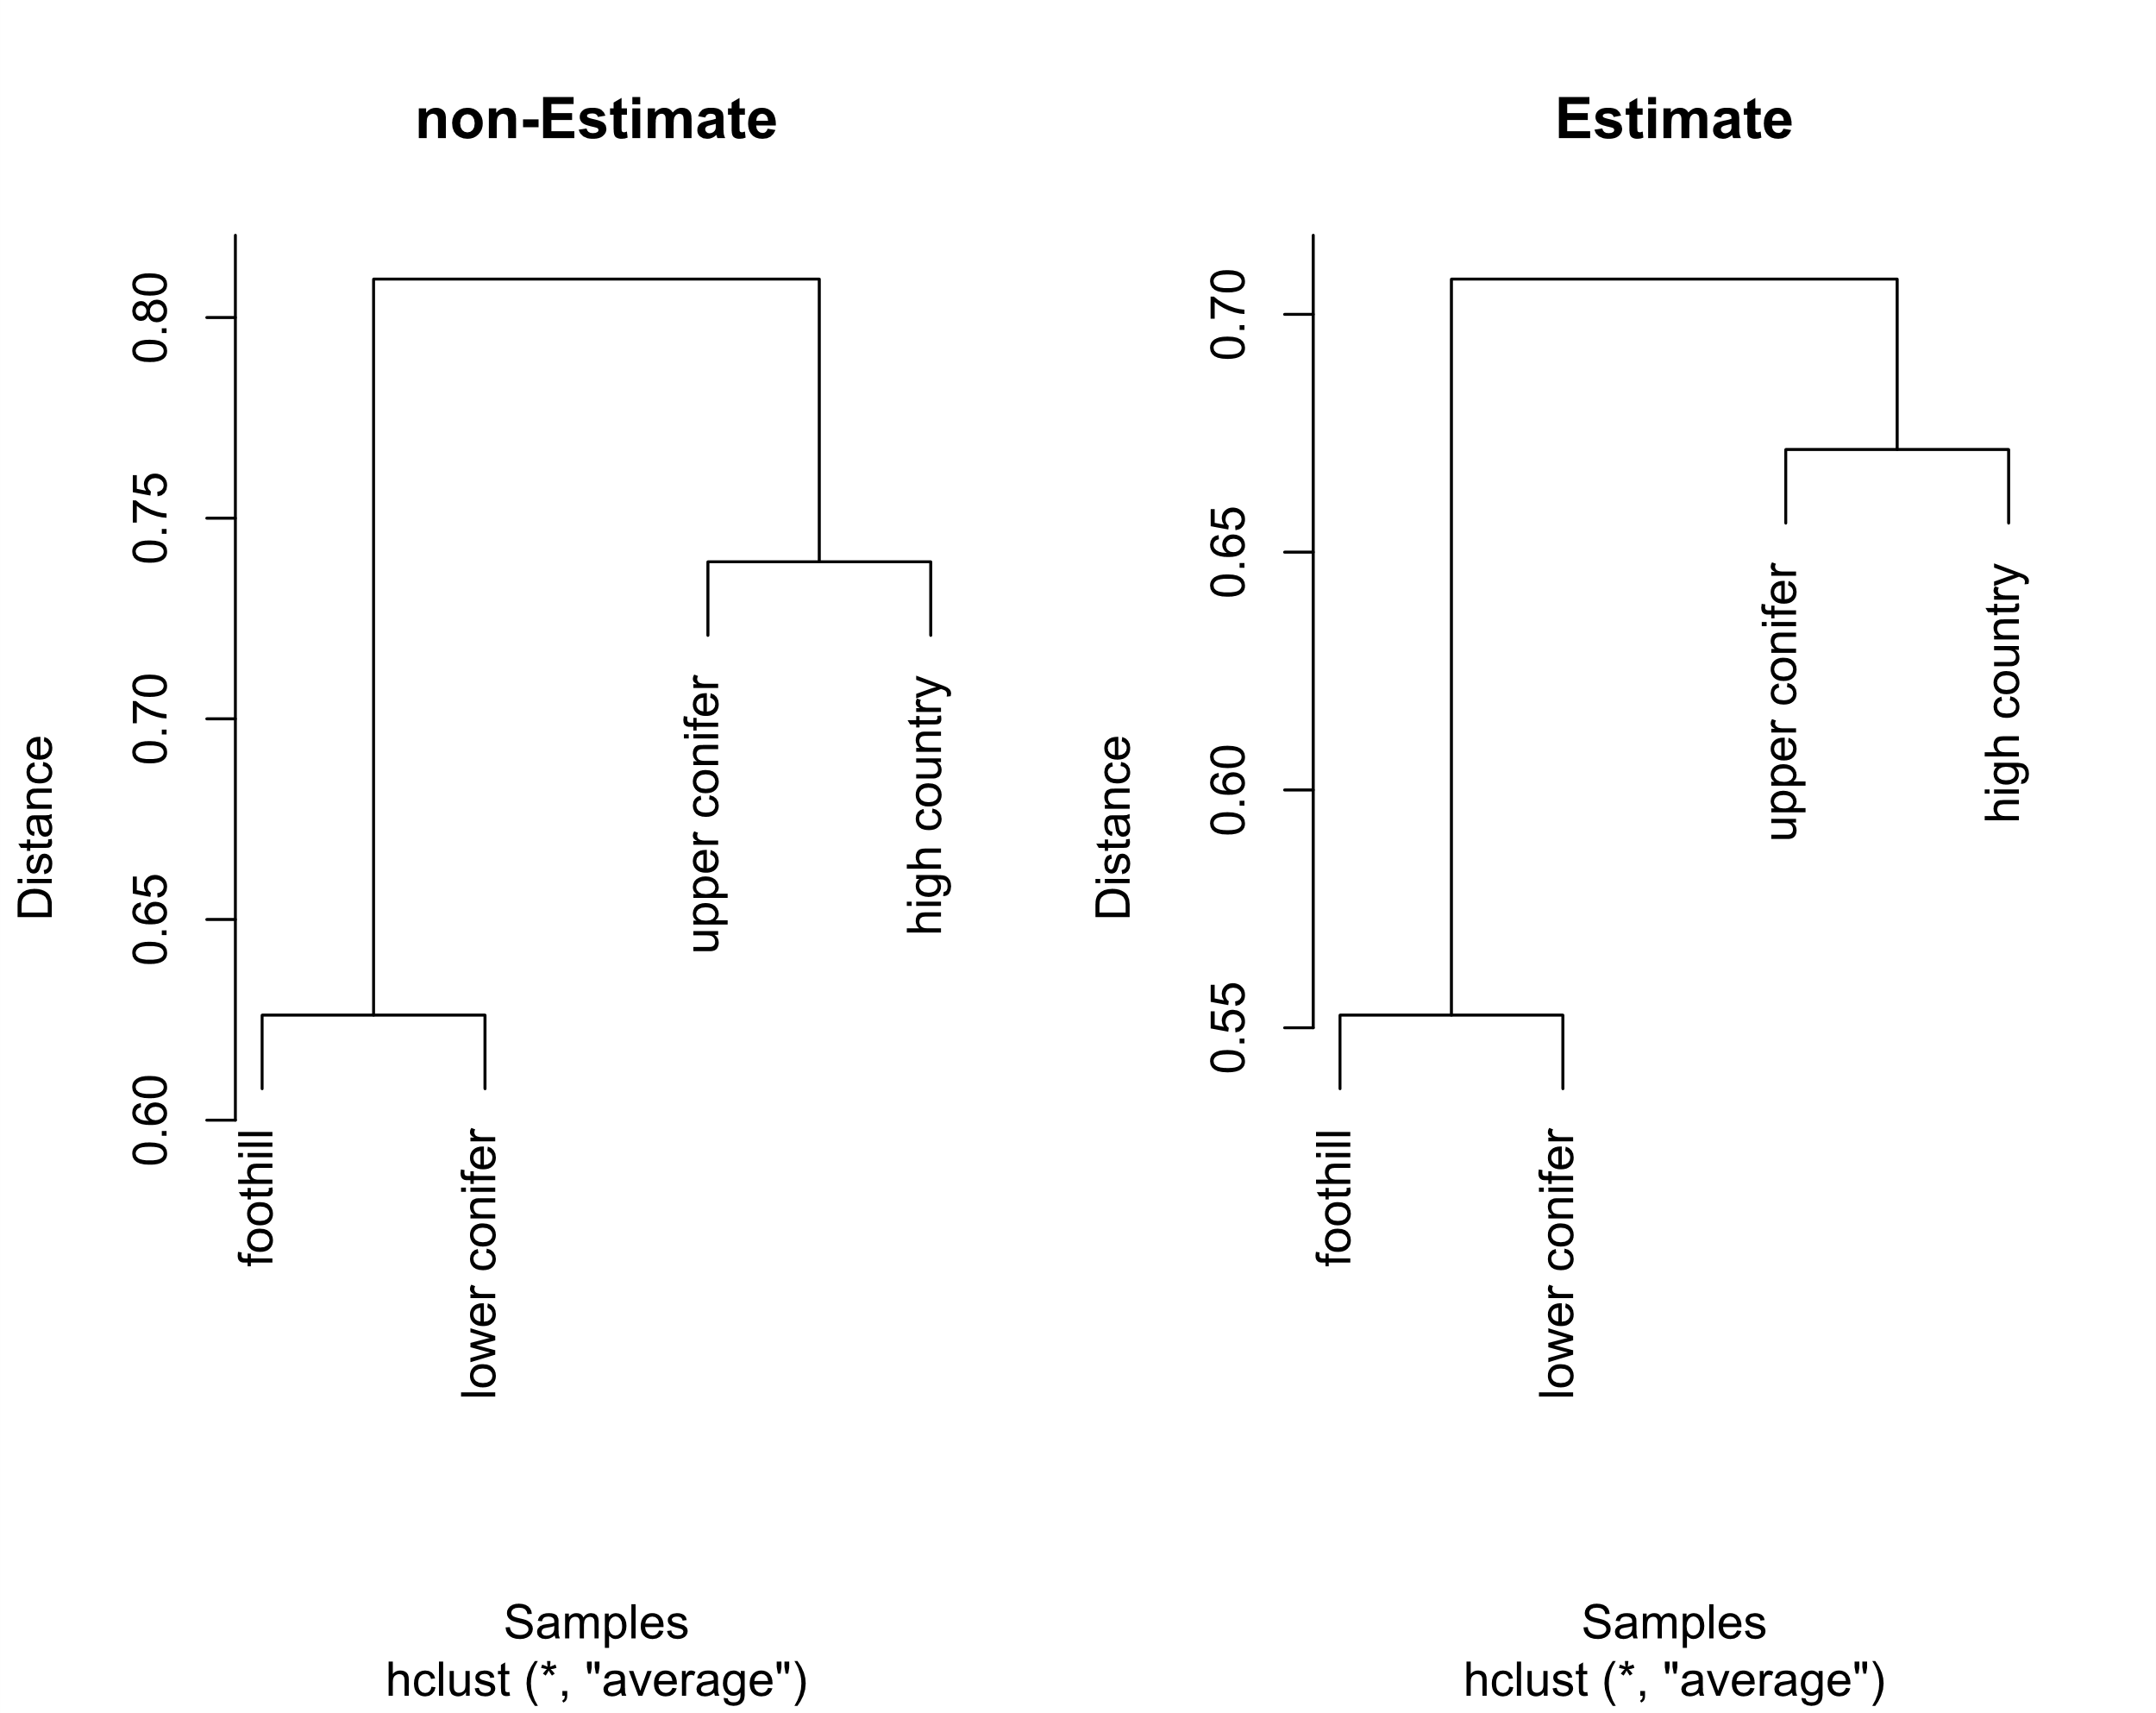 non-Estimate
Distance
0.80
0.75
0.70
0.65
0.60
foothill
lower conifer
upper conifer
high country
Samples
hclust (*, "average")
Estimate
Distance
0.70
0.65
0.60
0.55
foothill
lower conifer
upper conifer
high country
Samples
hclust (*, "average")